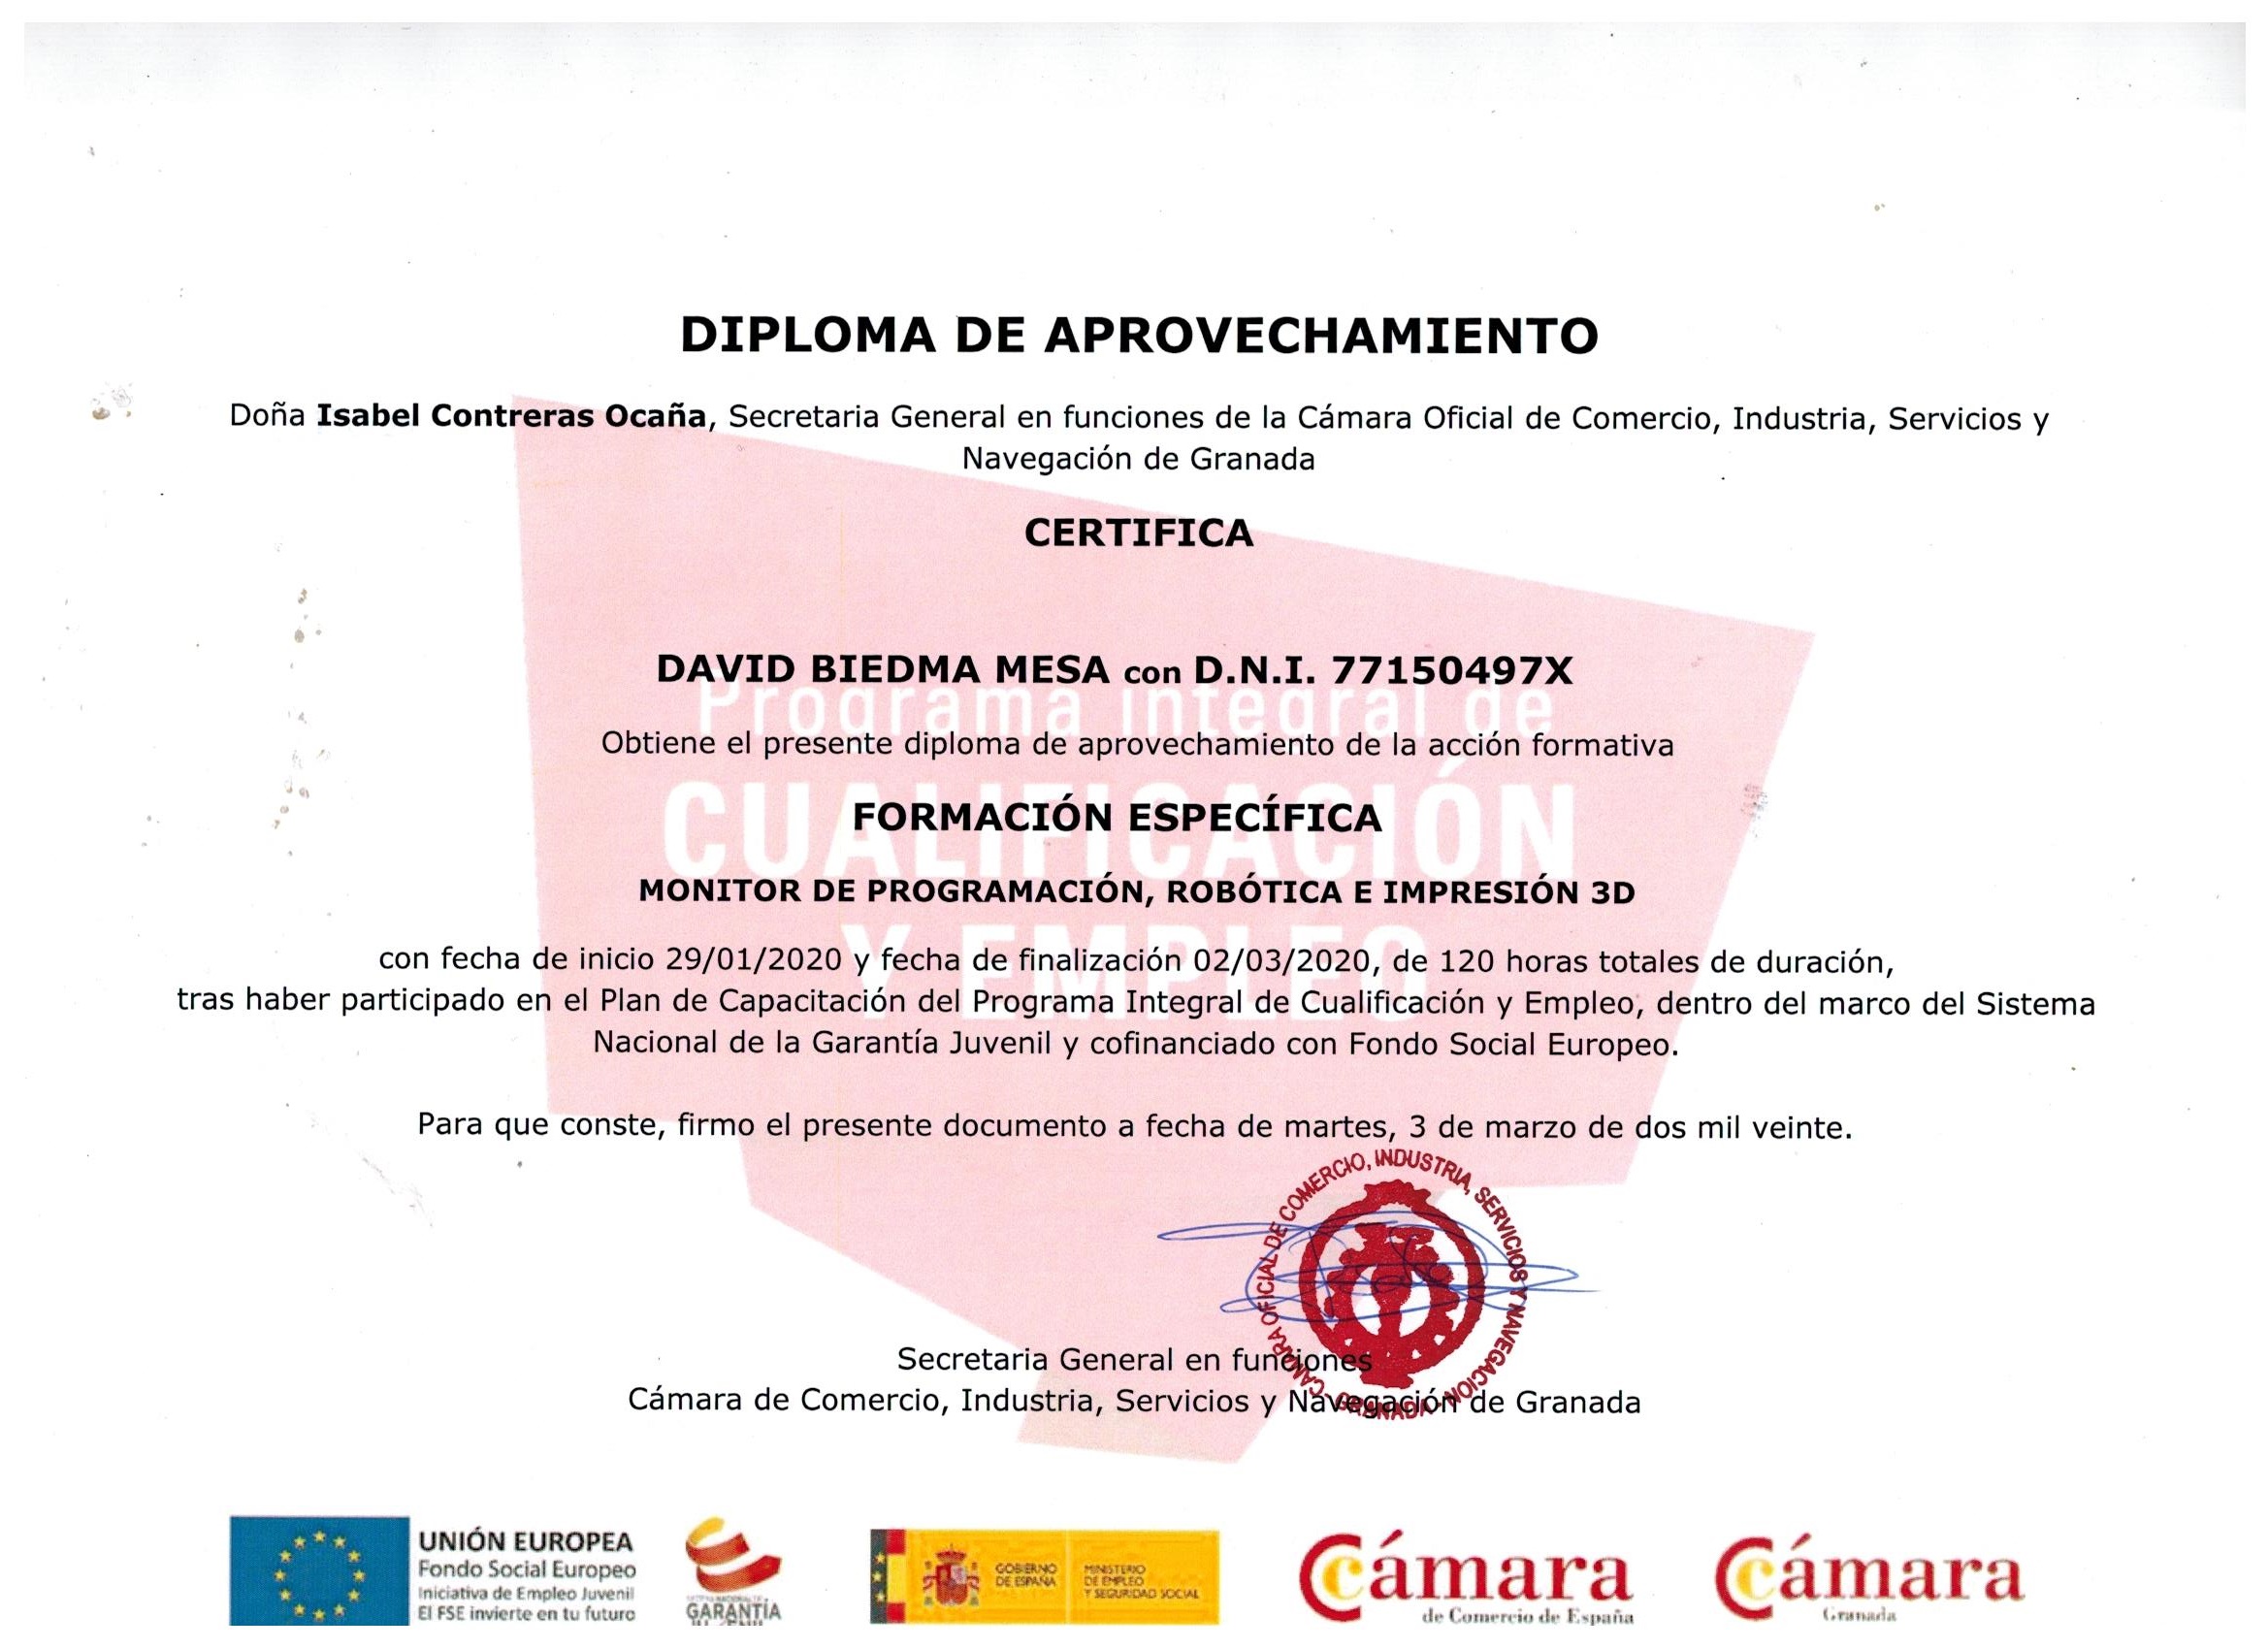 DIPLOMA DE APROVECHAMIENTO
Doña Isabel Contreras Ocaña, Secretaria General en funciones de la Cámara Oficial de Comercio, Industria, Servicios y
Navegación de Granada
CERTIFICA
DAVID BIEDMA MESA con D.N.I. 77150497X
Programa integral de
Obtiene el presente diploma de aprovechamiento de la acción formativa
CUALIFICACIÓN
FORMACIÓN ESPECÍFICA
MONITOR DE PROGRAMACIÓN, ROBÓTICA E IMPRESIÓN 3D
Y EMPLEO
con fecha de inicio 29/01/2020 y fecha de finalización 02/03/2020, de 120 horas totales de duración,
tras haber participado en el Plan de Capacitación del Programa Integral de Cualificación y Empleo, dentro del marco del Sistema
Nacional de la Garantía Juvenil y cofinanciado con Fondo Social Europeo.
Para que conste, firmo el presente documento a fecha de martes, 3 de marzo de dos mil veinte.
CÁMARA OFICIAL DE COMERCIO, INDUSTRIA, SERVICIOS Y NAVEGACIÓN - GRANADA -
Secretaria General en funciones
Cámara de Comercio, Industria, Servicios y Navegación de Granada
UNIÓN EUROPEA
Fondo Social Europeo
Iniciativa de Empleo Juvenil
El FSE invierte en tu futuro
GARANTÍA
GOBIERNO
DE ESPAÑA
MINISTERIO
DE EMPLEO
Y SEGURIDAD SOCIAL
Cámara
de Comercio de España
Cámara
Granada